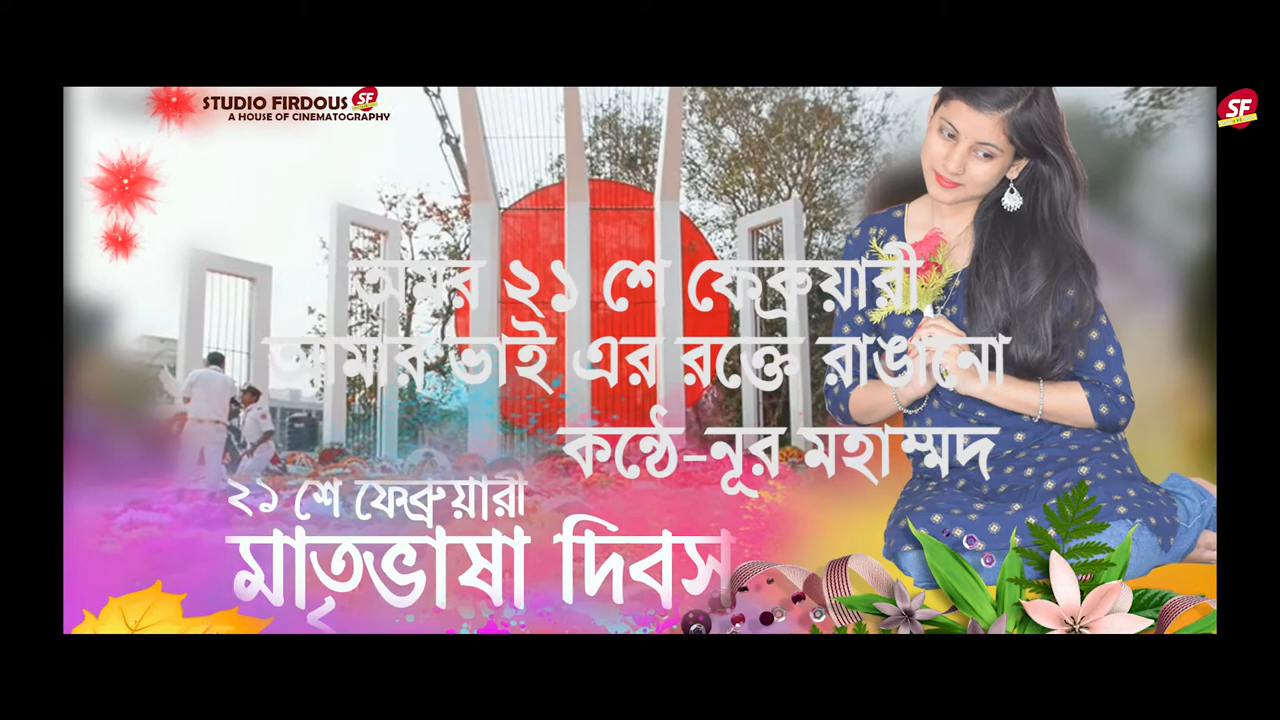 STUDIO FIRDOUS SF
A HOUSE OF CINEMATOGRAPHY
SF
অমর ২১ শে ফেব্রুয়ারী
আমার ভাই এর রক্তে রাঙানো
কন্ঠে-নূর মহাম্মদ
২১ শে ফেব্রুয়ারী
মাতৃভাষা দিবস